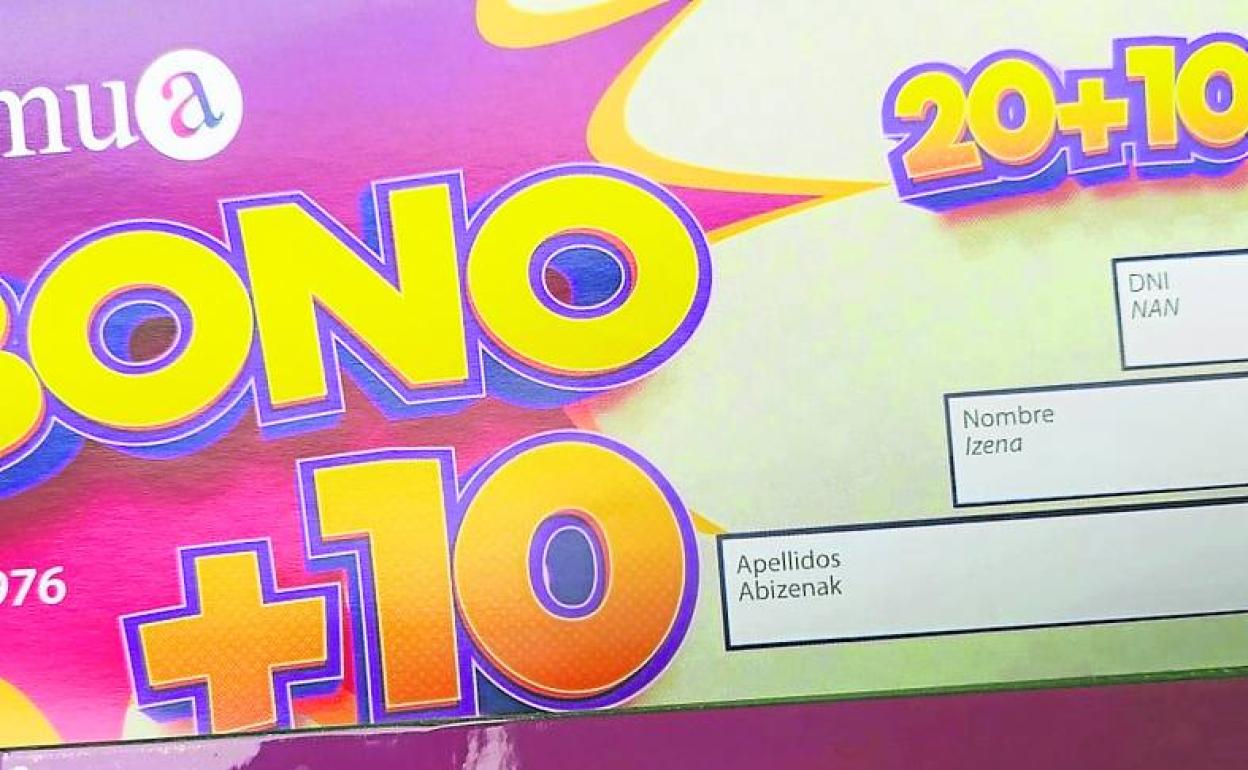 mua
BONO
+10
976
20+10
DNI
NAN
Nombre
Izena
Apellidos
Abizenak